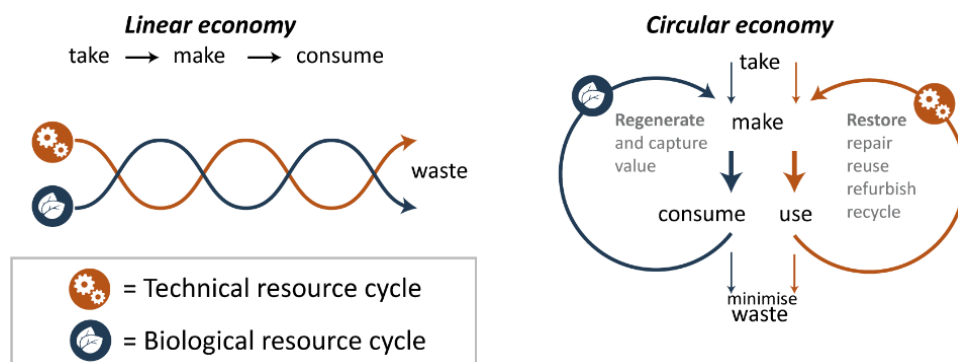 Linear economy
take → make → consume
waste
= Technical resource cycle
= Biological resource cycle
Circular economy
take
make
Regenerate
and capture
value
Restore
repair
reuse
refurbish
recycle
consume use
minimise
waste